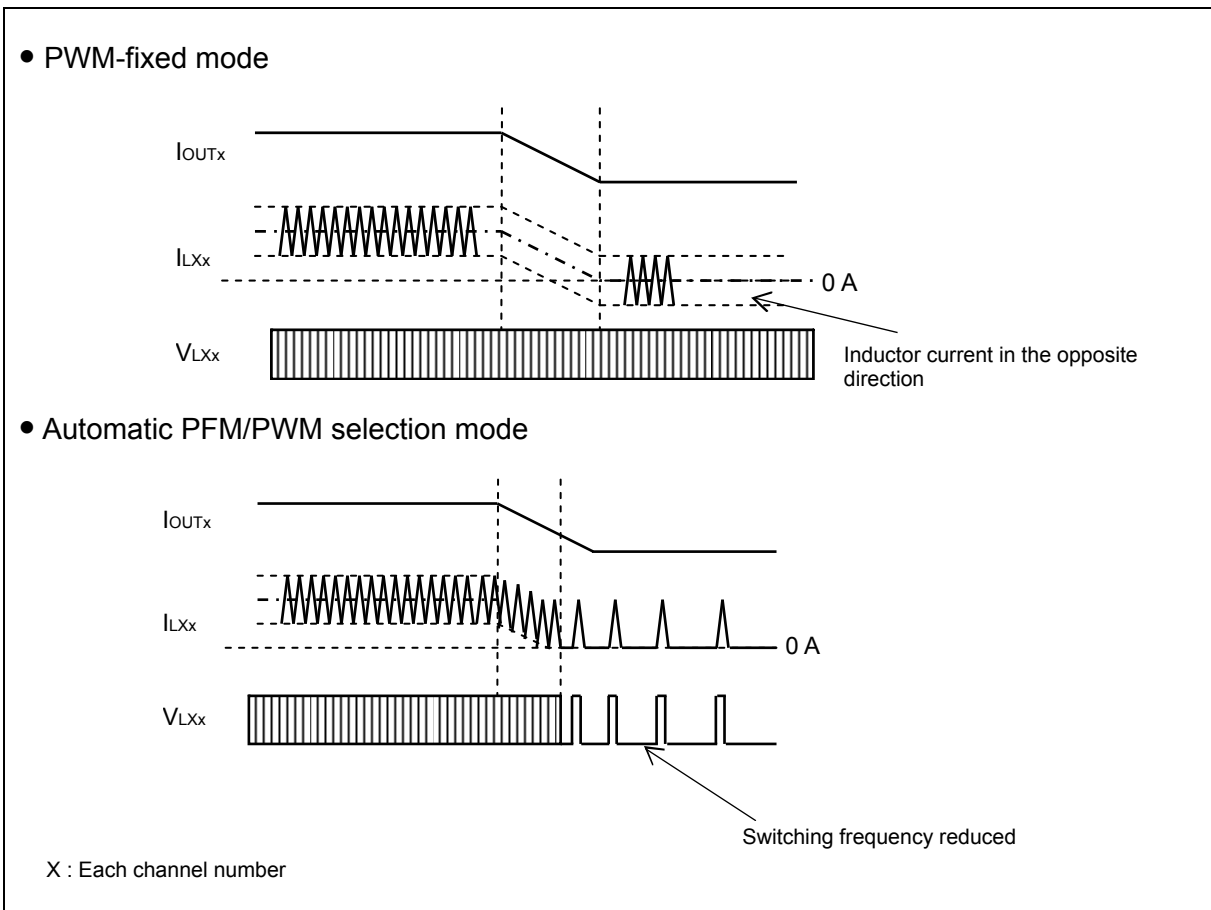 ● PWM-fixed mode
IOUTx
ILXx
0 A
VLXx
Inductor current in the opposite
direction
● Automatic PFM/PWM selection mode
IOUTx
ILXx
0 A
VLXx
Switching frequency reduced
X : Each channel number